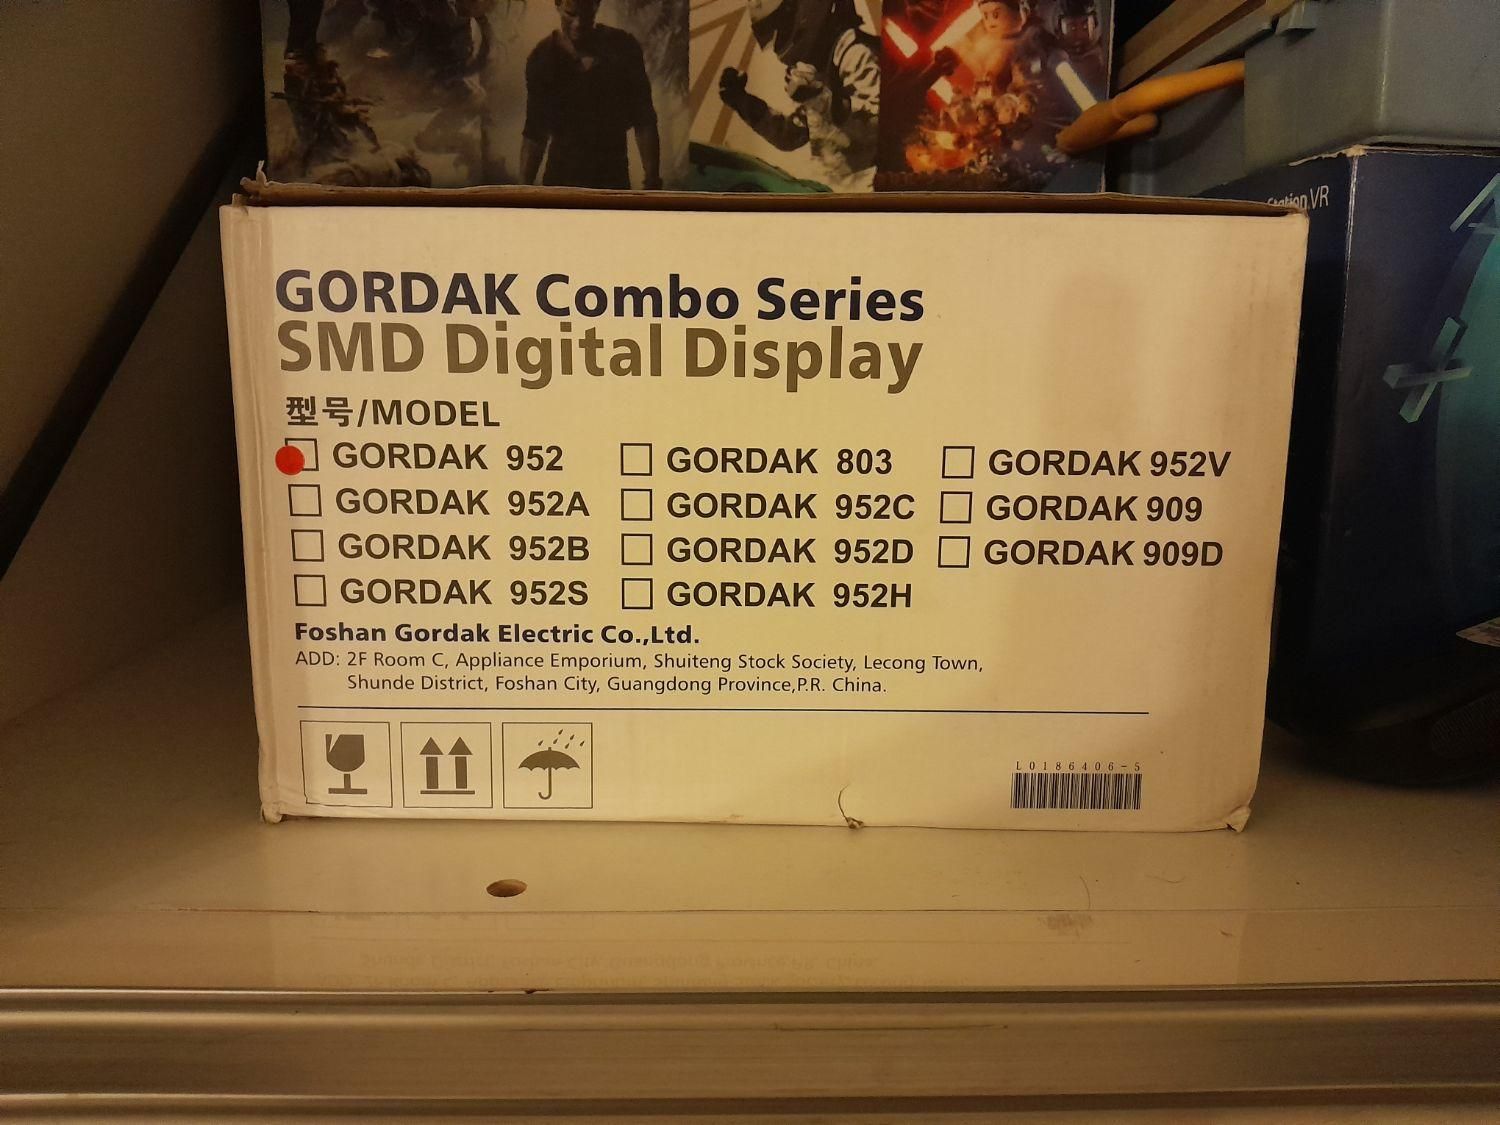 Station VR
GORDAK Combo Series
SMD Digital Display
型号/MODEL
GORDAK 952 GORDAK 803 GORDAK 952V
GORDAK 952A GORDAK 952C GORDAK 909
GORDAK 952B GORDAK 952D GORDAK 909D
GORDAK 952S GORDAK 952H
Foshan Gordak Electric Co.,Ltd.
ADD: 2F Room C, Appliance Emporium, Shuiteng Stock Society, Lecong Town,
Shunde District, Foshan City, Guangdong Province,P.R. China.
L0186406-5